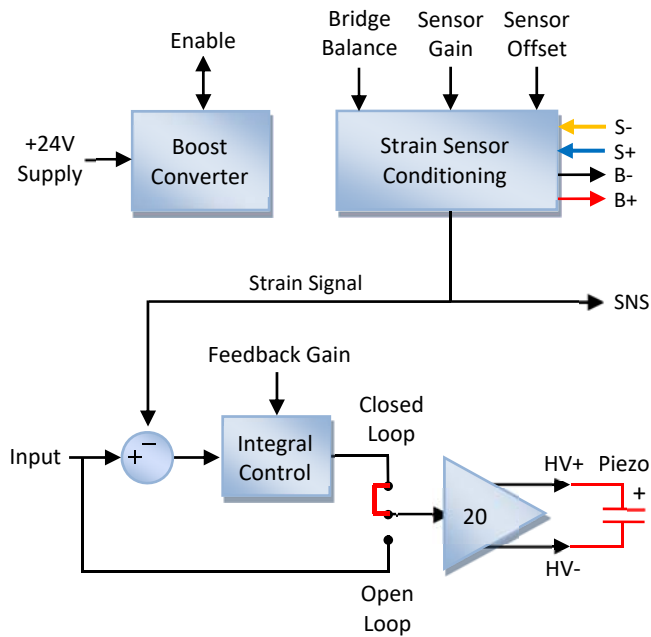 Enable
Bridge
Balance
Sensor
Gain
Sensor
Offset
+24V
Supply
Boost
Converter
Strain Sensor
Conditioning
S-
S+
B-
B+
Strain Signal
SNS
Feedback Gain
Input
+
−
Integral
Control
Closed
Loop
20
HV+
Piezo
+
HV-
Open
Loop